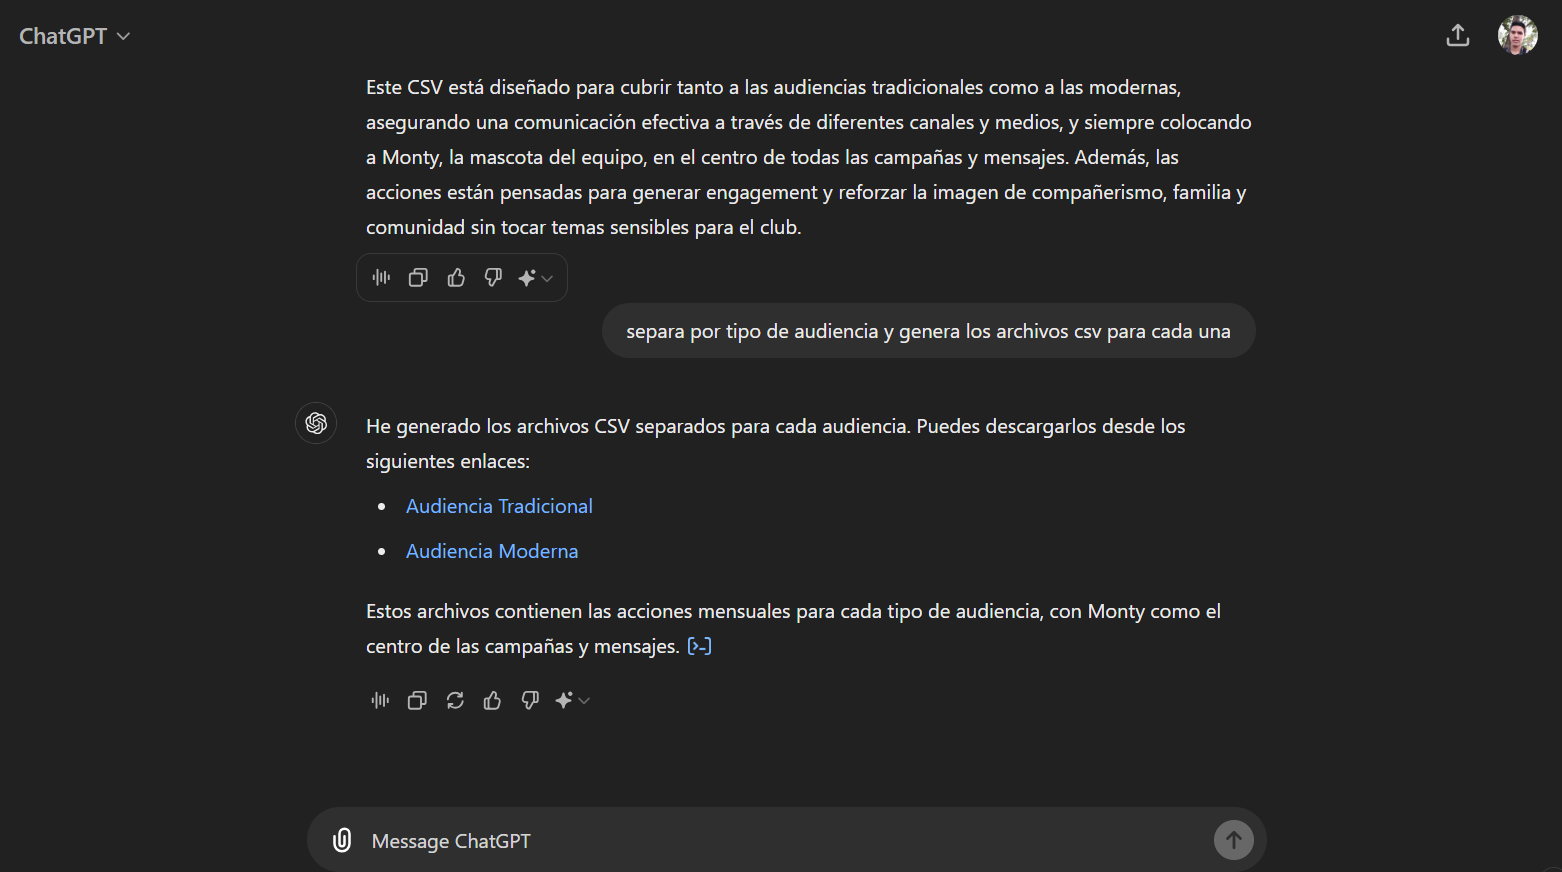 ChatGPT
Este CSV está diseñado para cubrir tanto a las audiencias tradicionales como a las modernas,
asegurando una comunicación efectiva a través de diferentes canales y medios, y siempre colocando
a Monty, la mascota del equipo, en el centro de todas las campañas y mensajes. Además, las
acciones están pensadas para generar engagement y reforzar la imagen de compañerismo, familia y
comunidad sin tocar temas sensibles para el club.
separa por tipo de audiencia y genera los archivos csv para cada una
He generado los archivos CSV separados para cada audiencia. Puedes descargarlos desde los
siguientes enlaces:
• Audiencia Tradicional
• Audiencia Moderna
Estos archivos contienen las acciones mensuales para cada tipo de audiencia, con Monty como el
centro de las campañas y mensajes. [>-]
Message ChatGPT